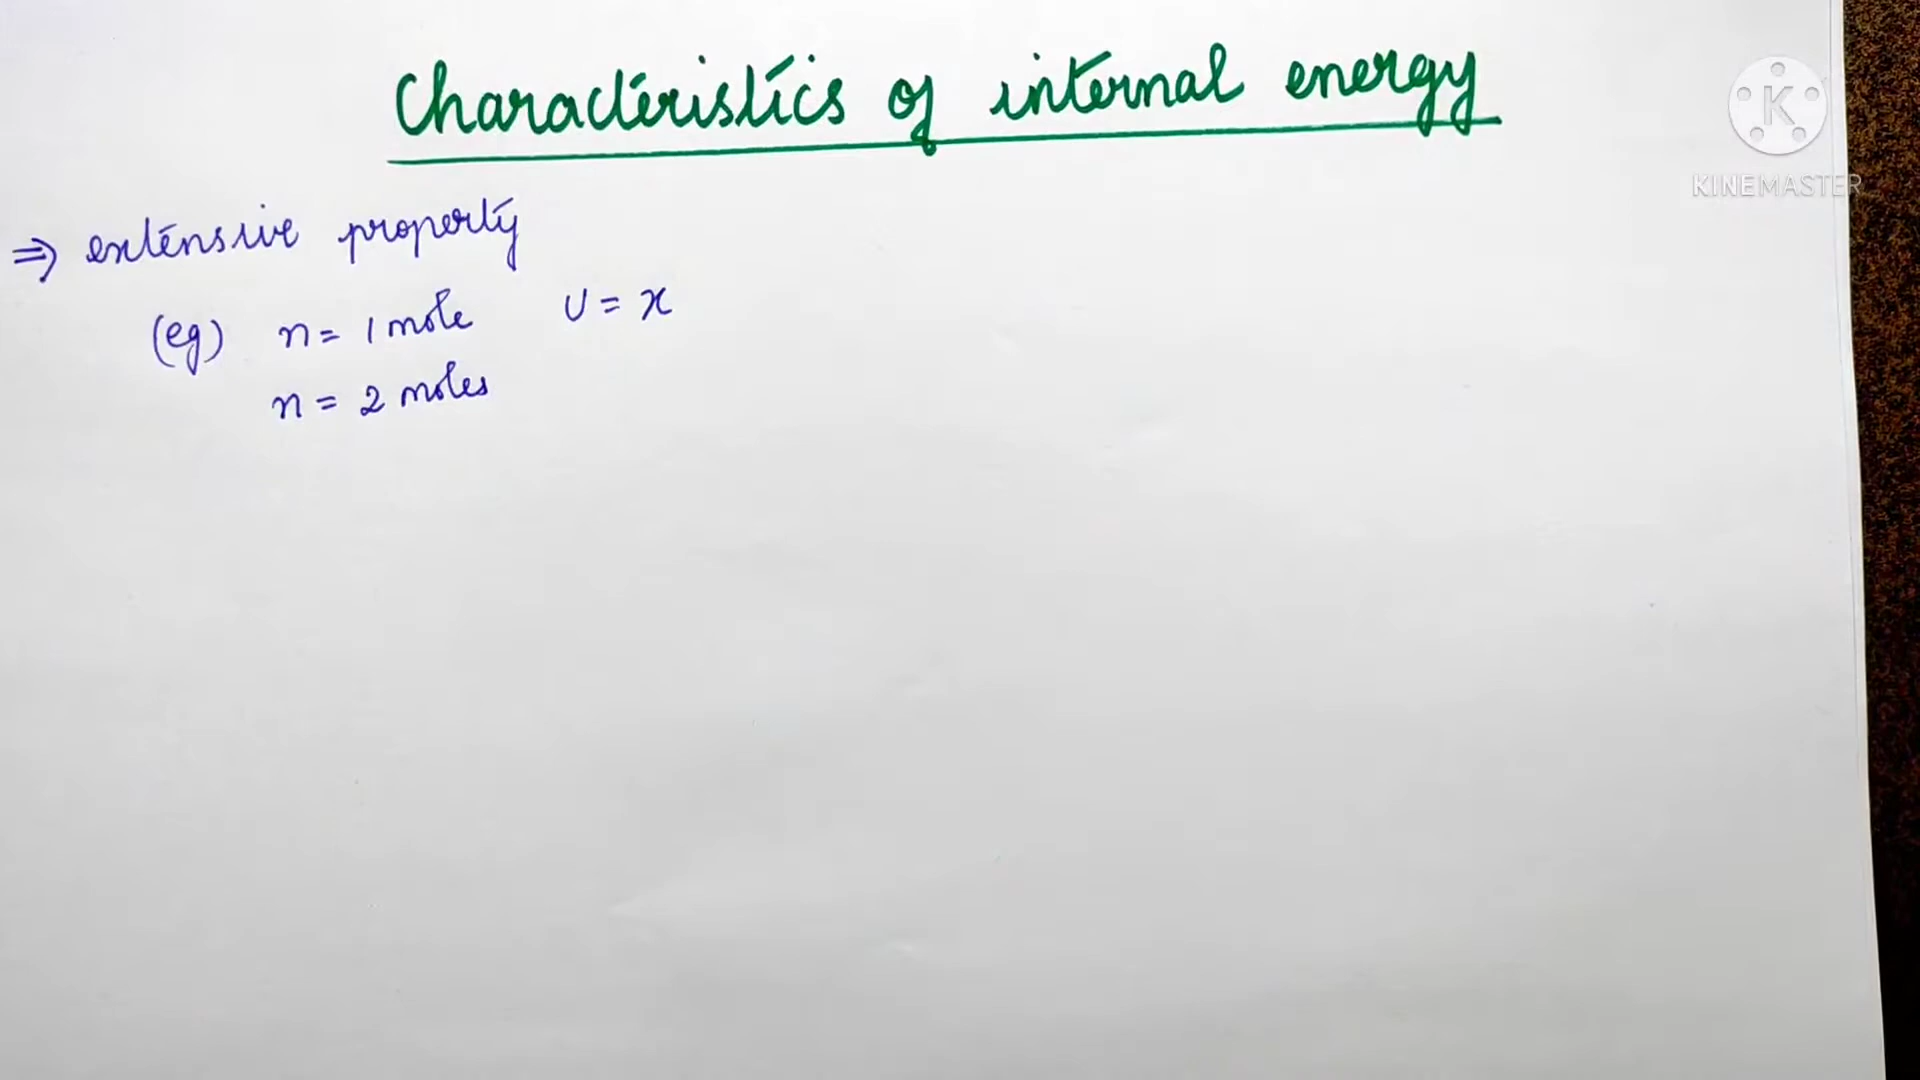 Characteristics of internal energy
K
KINEMASTER
⇒ extensive property
(eg) n = 1 mole U = x
n = 2 moles